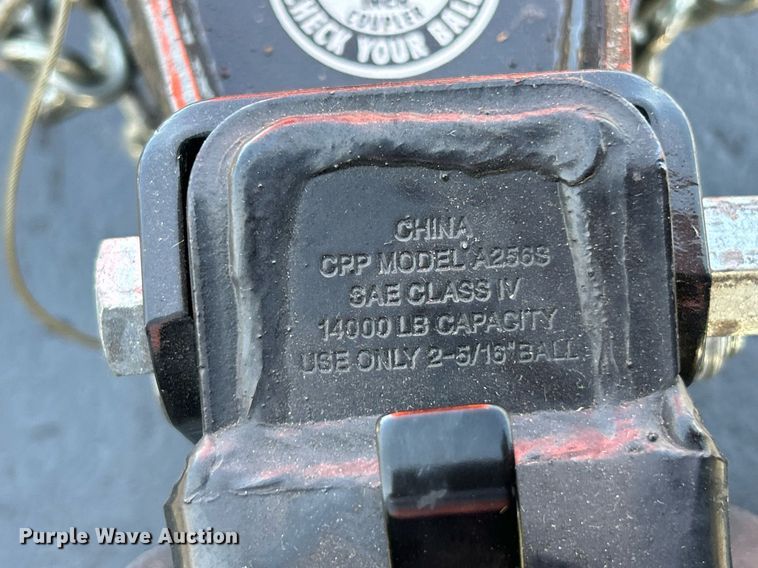 COUPLER
CHECK YOUR BALL
CHINA
CPP MODEL A256S
SAE CLASS IV
14000 LB CAPACITY
USE ONLY 2-5/16" BALL
Purple Wave Auction